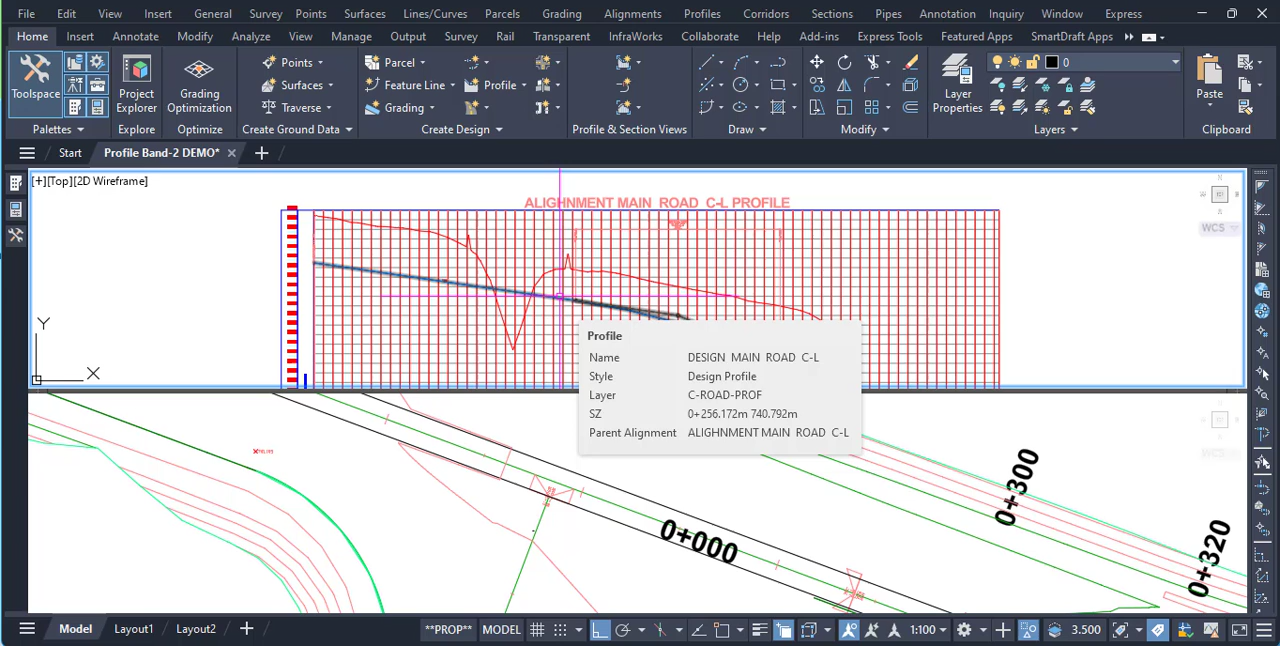 File Edit View Insert General Survey Points Surfaces Lines/Curves Parcels Grading Alignments Profiles Corridors Sections Pipes Annotation Inquiry Window Express
Home Insert Annotate Modify Analyze View Manage Output Survey Rail Transparent InfraWorks Collaborate Help Add-ins Express Tools Featured Apps SmartDraft Apps
Toolspace
Project Explorer
Grading Optimization
Points
Surfaces
Traverse
Parcel
Feature Line
Grading
Profile
Layer Properties
0
Paste
Palettes Explore Optimize Create Ground Data Create Design Profile & Section Views Draw Modify Layers Clipboard
Start Profile Band-2 DEMO*
[+][Top][2D Wireframe]
ALIGHNMENT MAIN ROAD C-L PROFILE
WCS
Y
X
Profile
Name DESIGN MAIN ROAD C-L
Style Design Profile
Layer C-ROAD-PROF
SZ 0+256.172m 740.792m
Parent Alignment ALIGHNMENT MAIN ROAD C-L
WCS
0+000
0+300
0+320
Model Layout1 Layout2 **PROP** MODEL 1:100 3.500